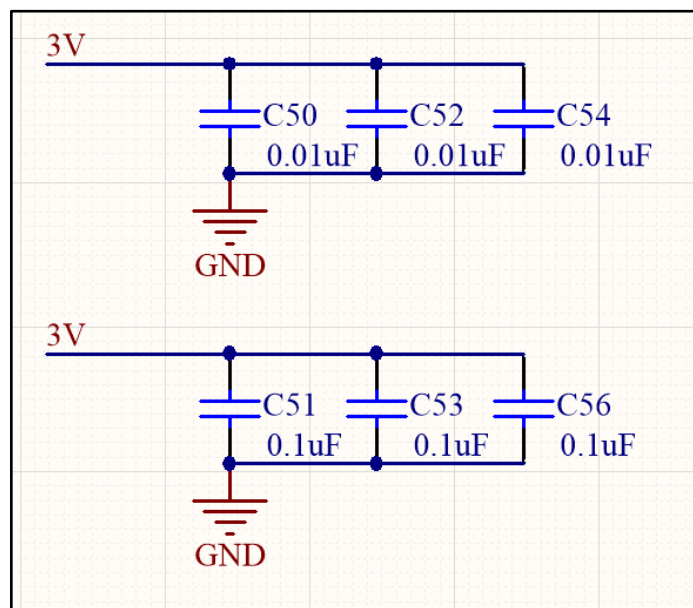 3V
C50 C52 C54
0.01uF 0.01uF 0.01uF
GND
3V
C51 C53 C56
0.1uF 0.1uF 0.1uF
GND